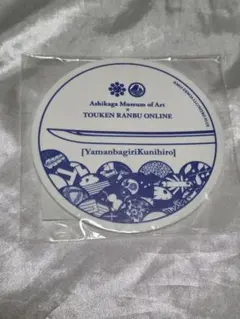 Ashikaga Museum of Art
×
TOUKEN RANBU ONLINE
[YamanbagiriKunihiro]